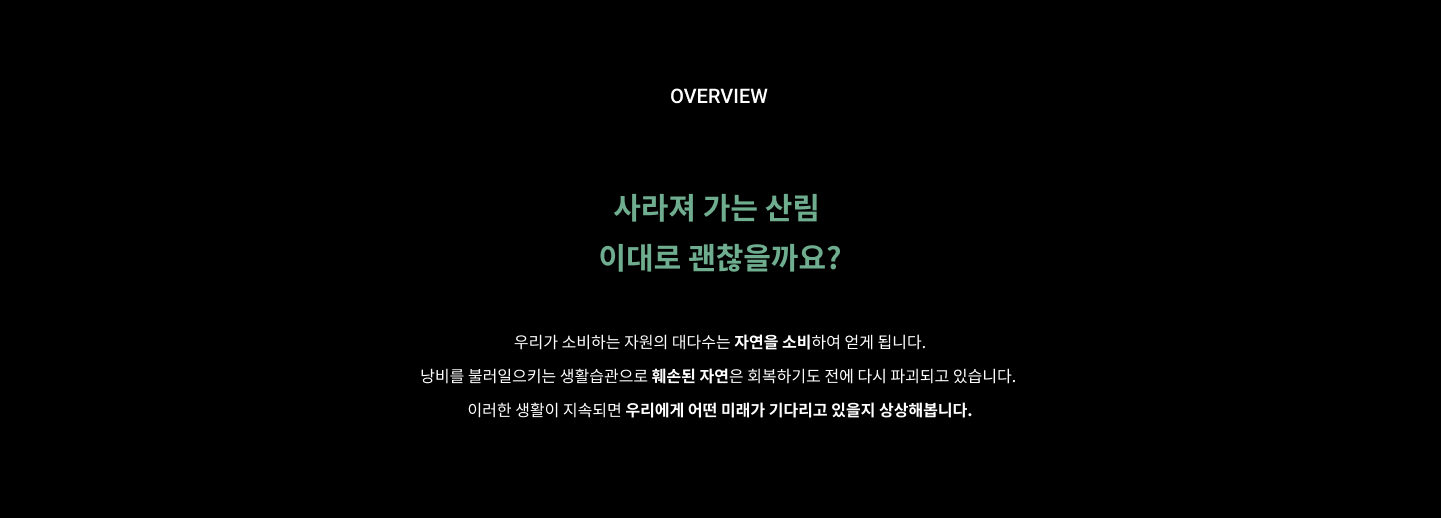 OVERVIEW
사라져 가는 산림
이대로 괜찮을까요?
우리가 소비하는 자원의 대다수는 자연을 소비하여 얻게 됩니다.
낭비를 불러일으키는 생활습관으로 훼손된 자연은 회복하기도 전에 다시 파괴되고 있습니다.
이러한 생활이 지속되면 우리에게 어떤 미래가 기다리고 있을지 상상해봅니다.